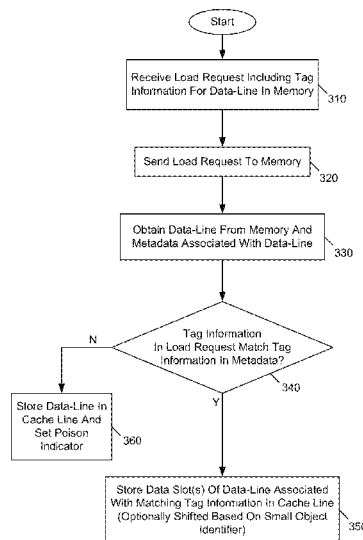 Start
Receive Load Request Including Tag
Information For Data-Line In Memory
310
Send Load Request To Memory
320
Obtain Data-Line From Memory And
Metadata Associated With Data-Line
330
Tag Information
In Load Request Match Tag
Information In Metadata?
340
N
Y
Store Data-Line In
Cache Line And
Set Poison
Indicator
360
Store Data Slot(s) Of Data-Line Associated
With Matching Tag Information In Cache Line
(Optionally Shifted Based On Small Object
Identifier)
350